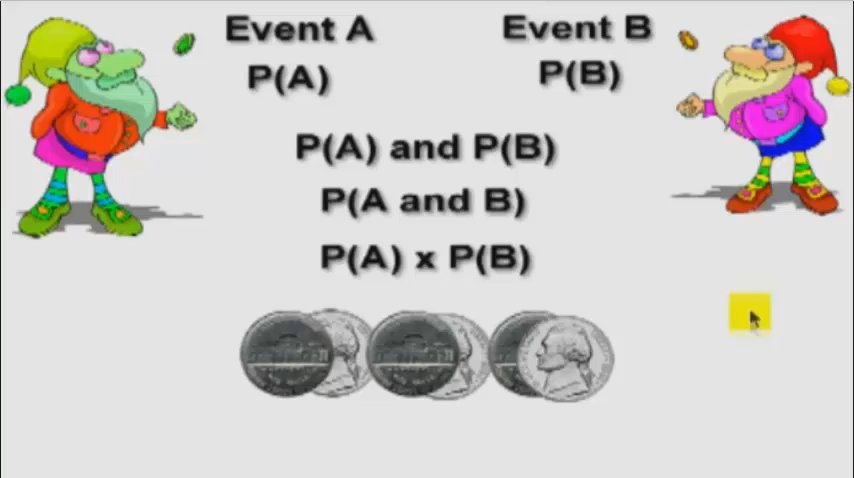 Event A
P(A)
Event B
P(B)
P(A) and P(B)
P(A and B)
P(A) x P(B)